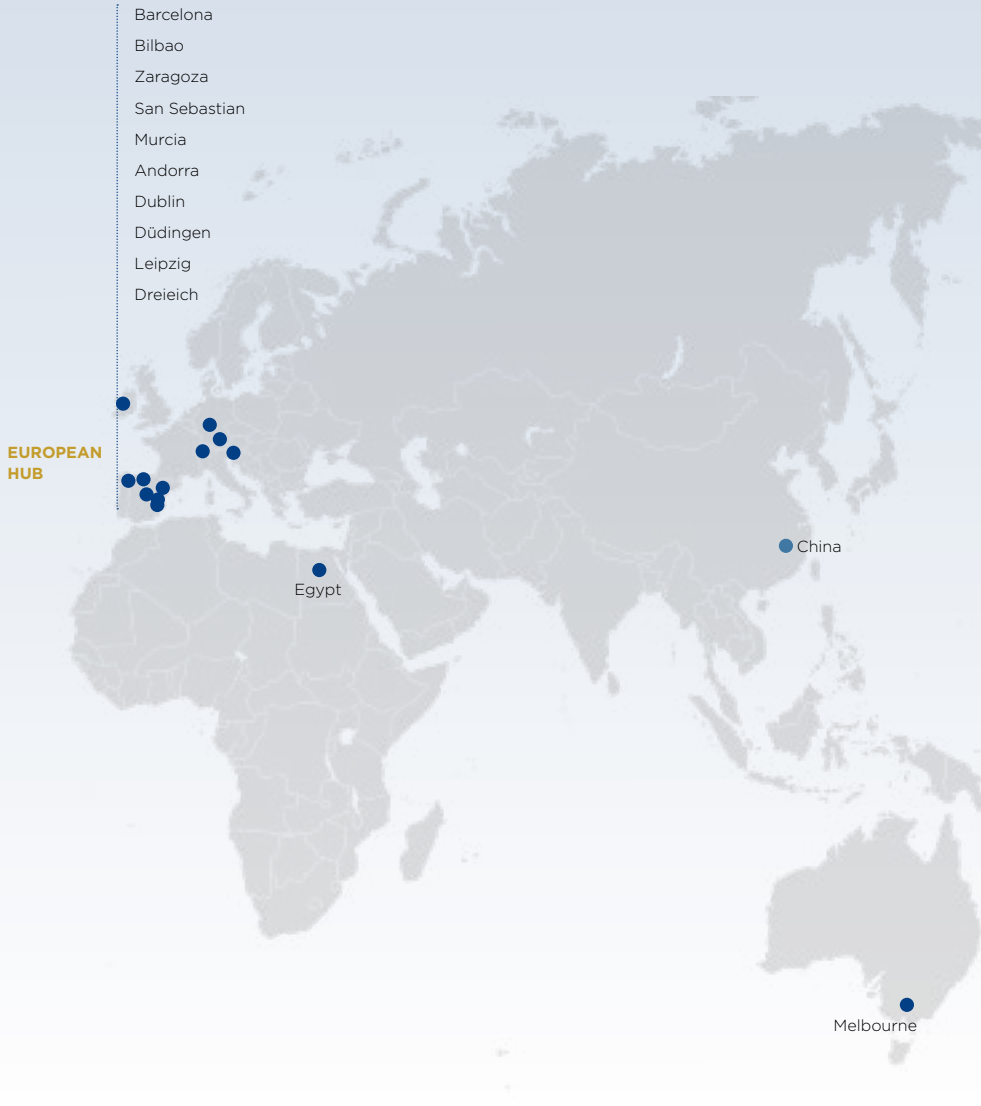 Barcelona
Bilbao
Zaragoza
San Sebastian
Murcia
Andorra
Dublin
Düdingen
Leipzig
Dreieich
EUROPEAN
HUB
China
Egypt
Melbourne